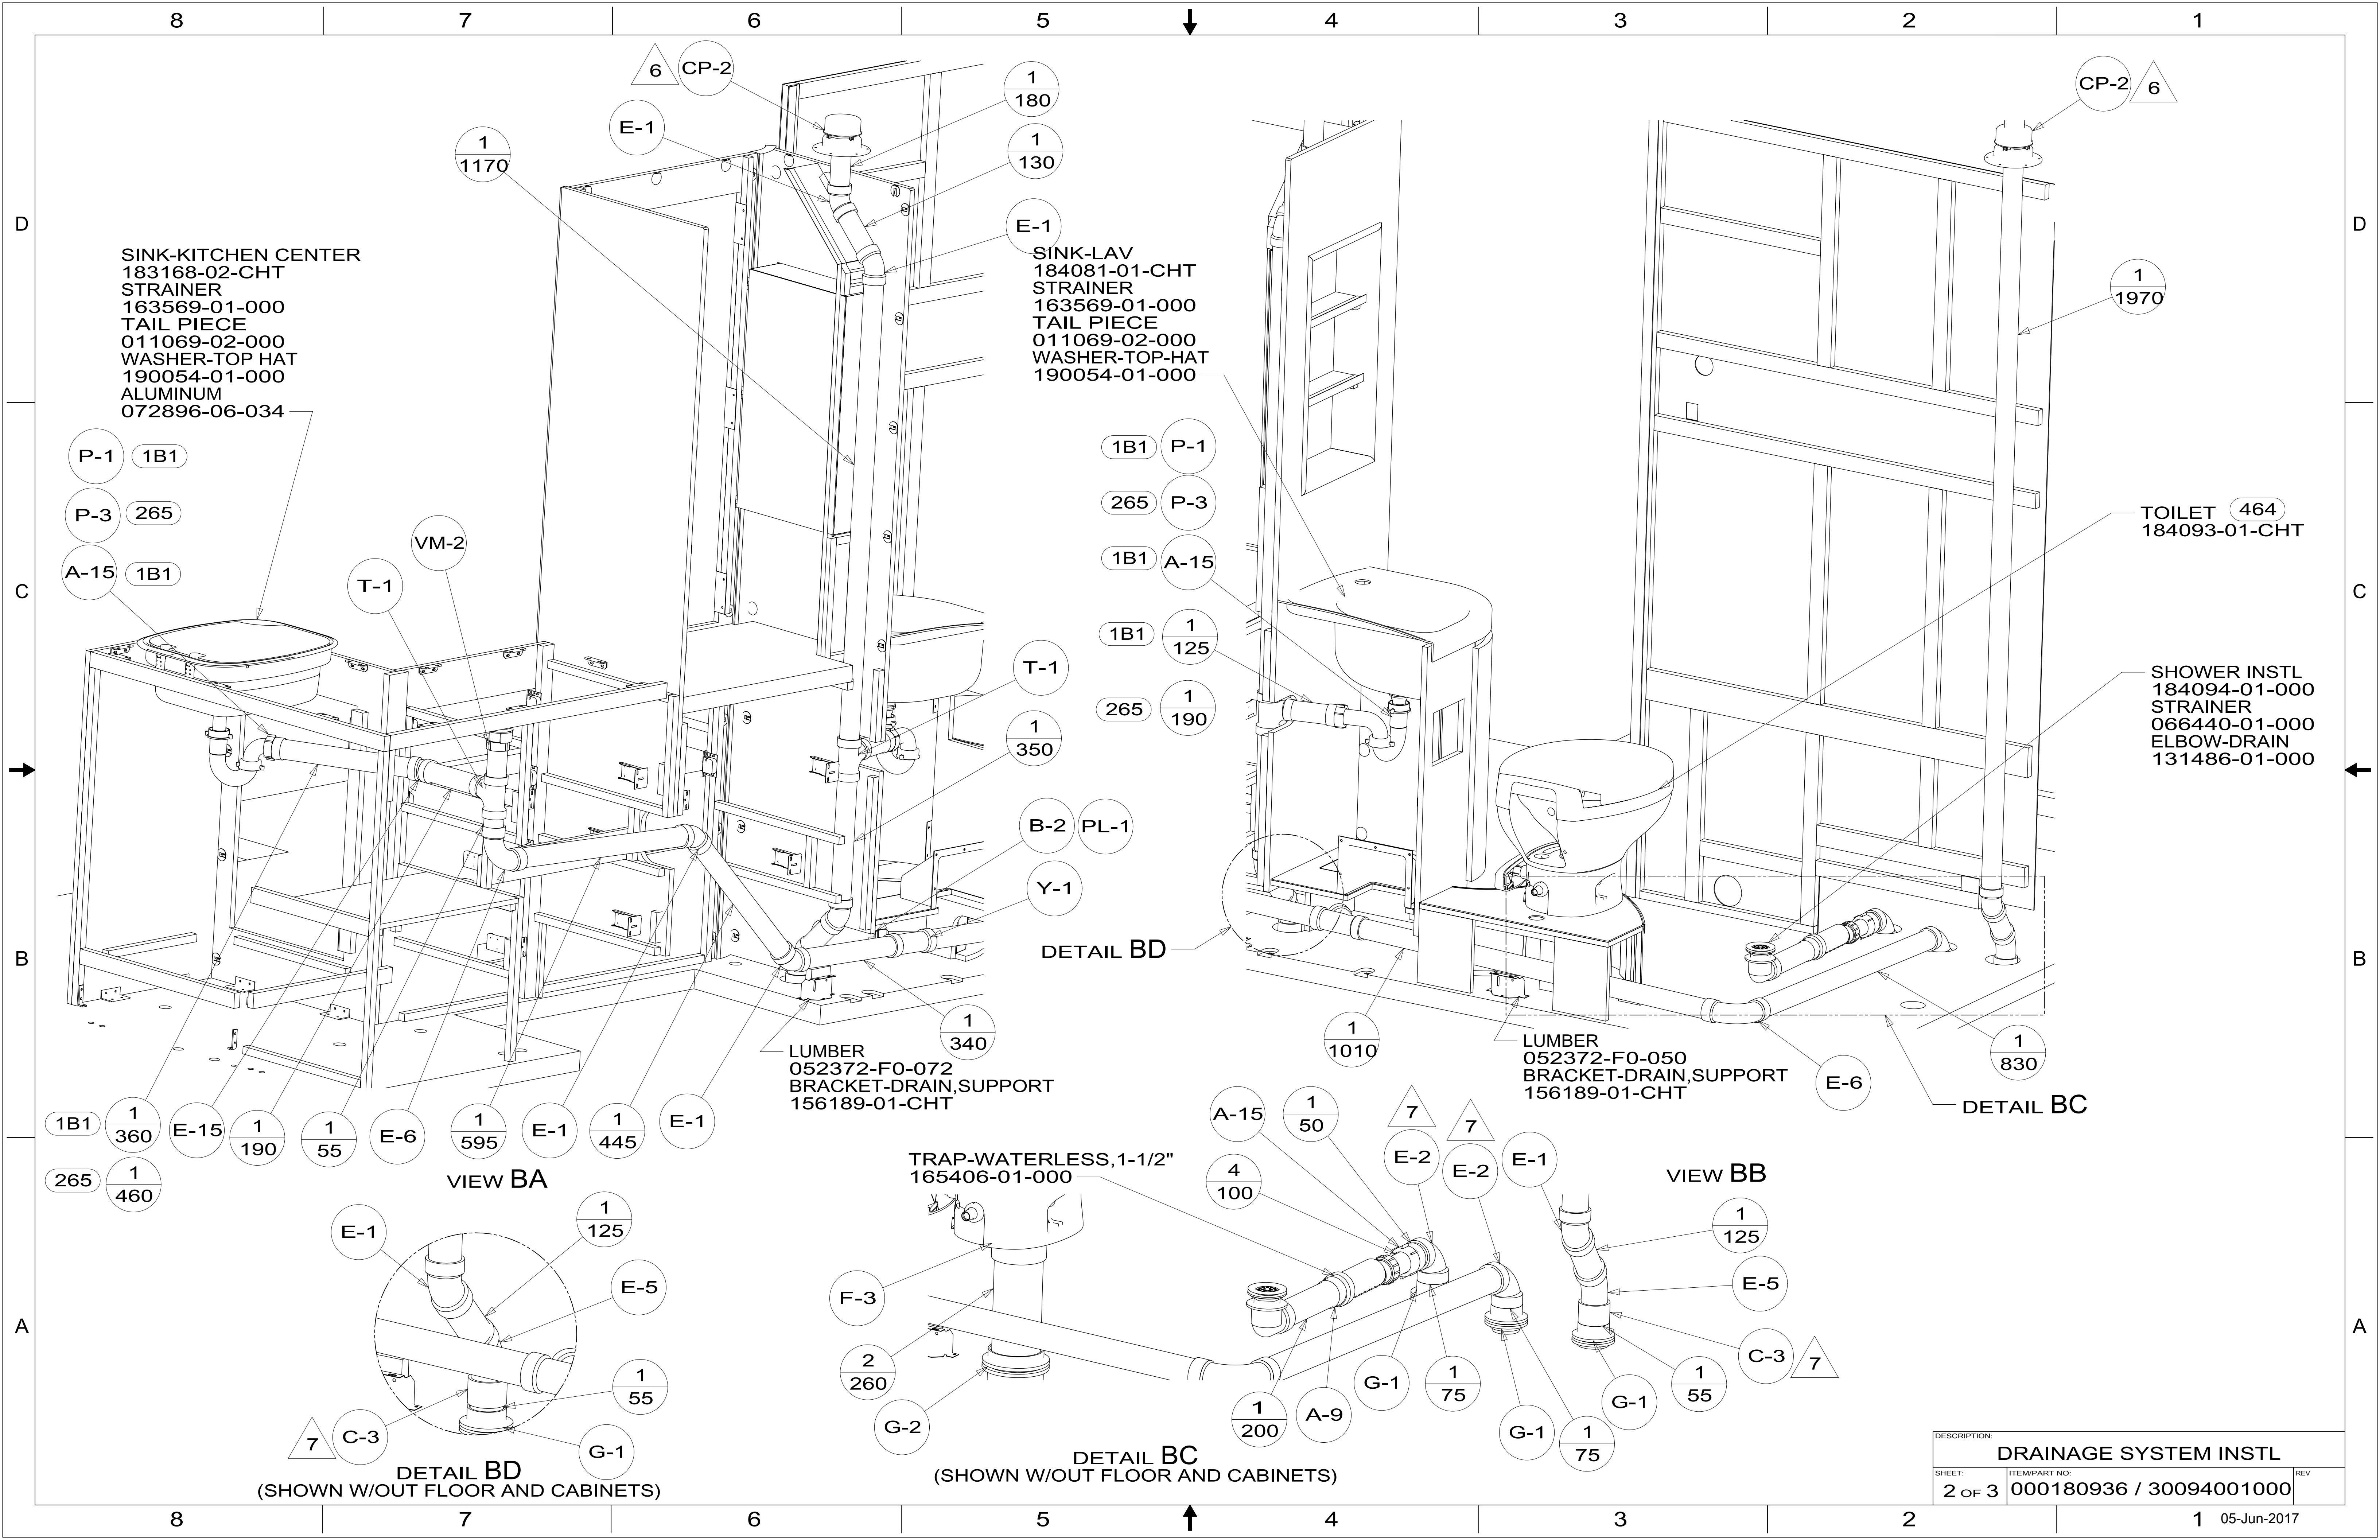 8 7 6 5 4 3 2 1
D
C
B
A
6 CP-2
1
180
E-1
1
130
1
1170
E-1
SINK-KITCHEN CENTER
183168-02-CHT
STRAINER
163569-01-000
TAIL PIECE
011069-02-000
WASHER-TOP HAT
190054-01-000
ALUMINUM
072896-06-034
P-1 1B1
P-3 265
A-15 1B1
VM-2
T-1
T-1
1
350
B-2 PL-1
Y-1
1
340
LUMBER
052372-F0-072
BRACKET-DRAIN,SUPPORT
156189-01-CHT
1B1
1
360
E-15
1
190
1
55
E-6
1
595
E-1
1
445
E-1
265
1
460
VIEW BA
SINK-LAV
184081-01-CHT
STRAINER
163569-01-000
TAIL PIECE
011069-02-000
WASHER-TOP-HAT
190054-01-000
1B1 P-1
265 P-3
1B1 A-15
1B1
1
125
265
1
190
DETAIL BD
1
1010
LUMBER
052372-F0-050
BRACKET-DRAIN,SUPPORT
156189-01-CHT
E-6
1
830
DETAIL BC
CP-2 6
1
1970
TOILET 464
184093-01-CHT
SHOWER INSTL
184094-01-000
STRAINER
066440-01-000
ELBOW-DRAIN
131486-01-000
VIEW BB
E-1
1
125
E-5
1
55
7 C-3
G-1
DETAIL BD
(SHOWN W/OUT FLOOR AND CABINETS)
TRAP-WATERLESS,1-1/2"
165406-01-000
A-15
1
50
7
E-2
7
E-2
4
100
F-3
2
260
G-2
1
200
A-9
G-1
1
75
G-1
1
75
DETAIL BC
(SHOWN W/OUT FLOOR AND CABINETS)
E-1
1
125
E-5
C-3 7
1
55
G-1
DESCRIPTION:
DRAINAGE SYSTEM INSTL
SHEET: ITEM/PART NO: REV
2 OF 3 000180936 / 30094001000
D
C
B
A
8 7 6 5 4 3 2 1
05-Jun-2017